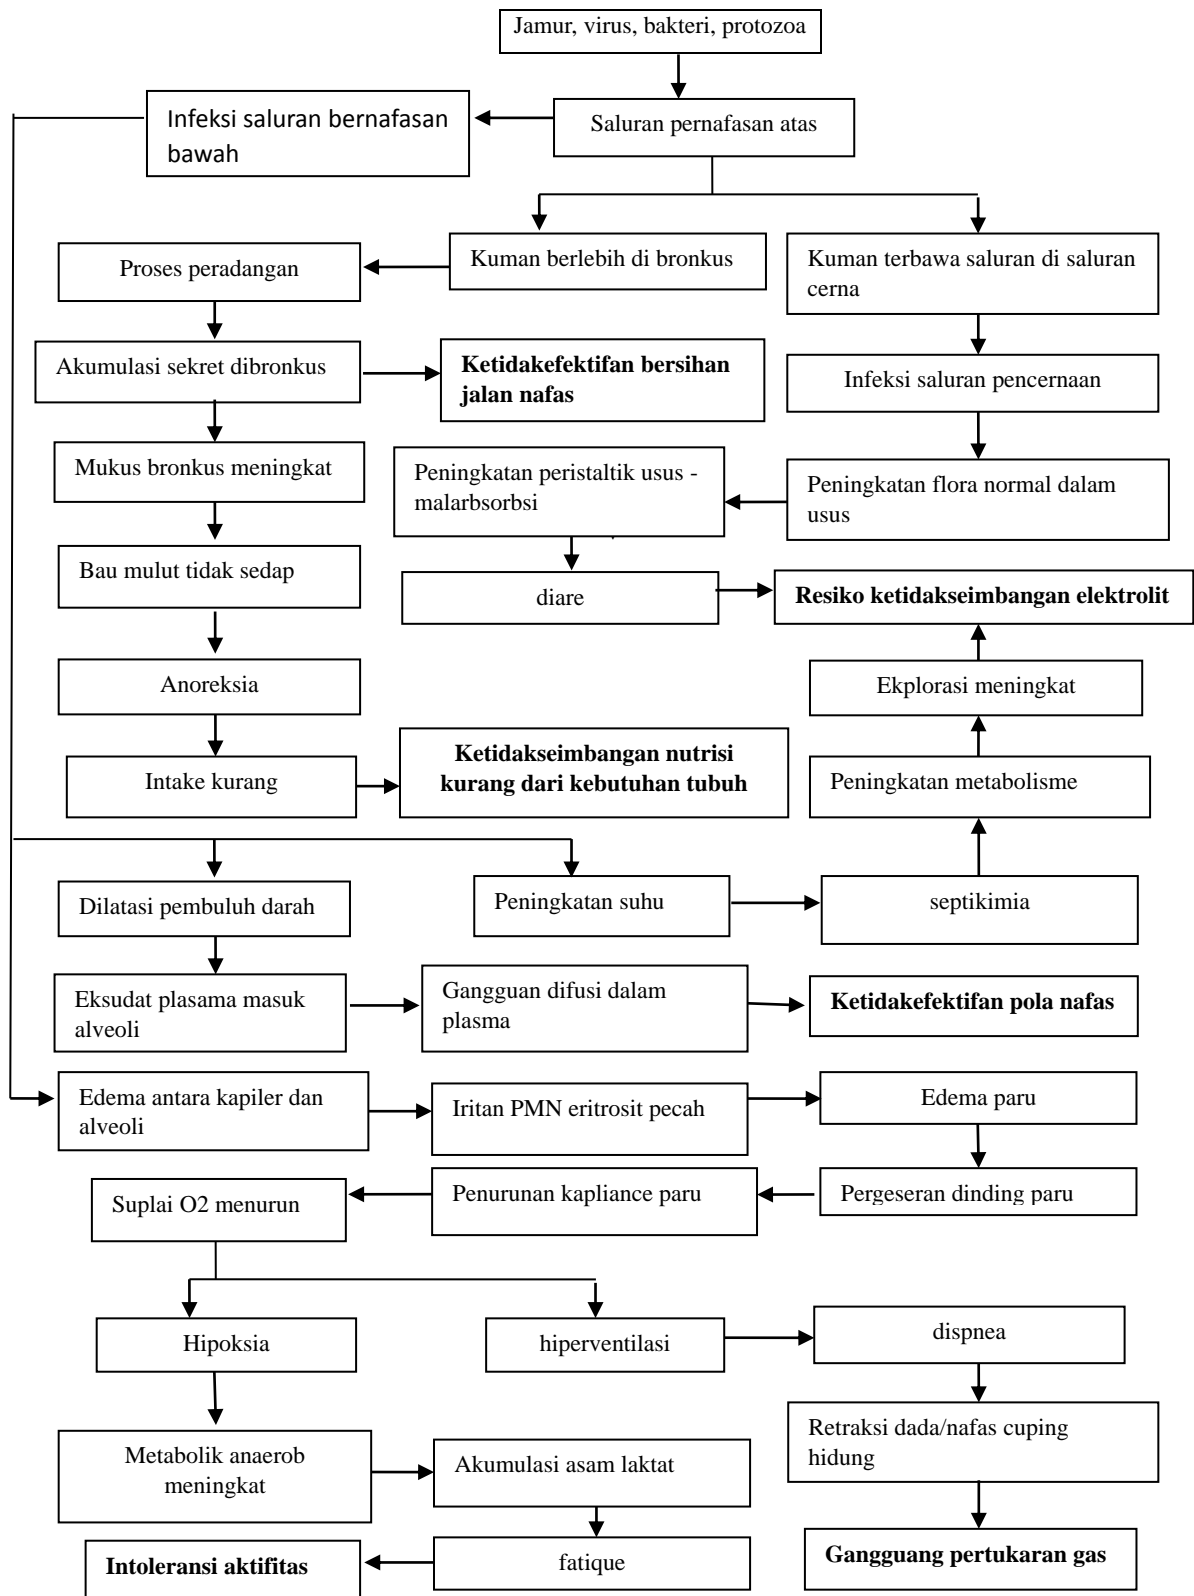 Jamur, virus, bakteri, protozoa
Infeksi saluran bernafasan
bawah
Saluran pernafasan atas
Proses peradangan
Kuman berlebih di bronkus
Kuman terbawa saluran di saluran
cerna
Akumulasi sekret dibronkus
Ketidakefektifan bersihan
jalan nafas
Infeksi saluran pencernaan
Mukus bronkus meningkat
Peningkatan peristaltik usus -
malarbsorbsi
Peningkatan flora normal dalam
usus
Bau mulut tidak sedap
diare
Resiko ketidakseimbangan elektrolit
Anoreksia
Ekplorasi meningkat
Intake kurang
Ketidakseimbangan nutrisi
kurang dari kebutuhan tubuh
Peningkatan metabolisme
Dilatasi pembuluh darah
Peningkatan suhu
septikimia
Eksudat plasama masuk
alveoli
Gangguan difusi dalam
plasma
Ketidakefektifan pola nafas
Edema antara kapiler dan
alveoli
Iritan PMN eritrosit pecah
Edema paru
Suplai O2 menurun
Penurunan kapliance paru
Pergeseran dinding paru
Hipoksia
hiperventilasi
dispnea
Metabolik anaerob
meningkat
Akumulasi asam laktat
Retraksi dada/nafas cuping
hidung
Intoleransi aktifitas
fatique
Gangguang pertukaran gas